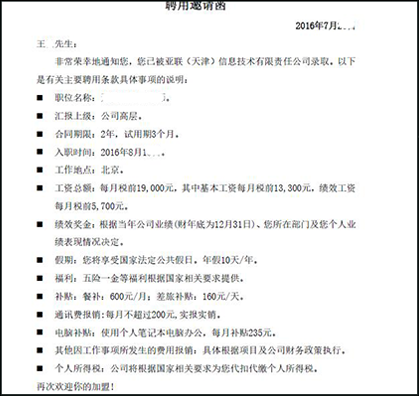 聘用邀请函
2016年7月
王 先生：
非常荣幸地通知您，您已被亚联（天津）信息技术有限责任公司录取。以下
是有关主要聘用条款具体事项的说明：
■ 职位名称： 。
■ 汇报上级：公司高层。
■ 合同期限：2年，试用期3个月。
■ 入职时间：2016年8月1
■ 工作地点：北京。
■ 工资总额：每月税前19,000元，其中基本工资每月税前13,300元，绩效工资
每月税前5,700元。
■ 绩效奖金：根据当年公司业绩(财年底为12月31日)、您所在部门及您个人业
绩表现情况决定。
■ 假期：您将享受国家法定公共假日。年假10天/年。
■ 福利：五险一金等福利根据国家相关要求提供。
■ 补贴：餐补：600元/月；差旅补贴：160元/天。
■ 通讯费报销：每月不超过200元，实报实销。
■ 电脑补贴：使用个人笔记本电脑办公，每月补贴235元。
■ 其他因工作事项所发生的费用报销：具体根据项目及公司财务政策执行。
■ 个人所得税：公司将根据国家相关要求为您代扣代缴个人所得税。
再次欢迎你的加盟！